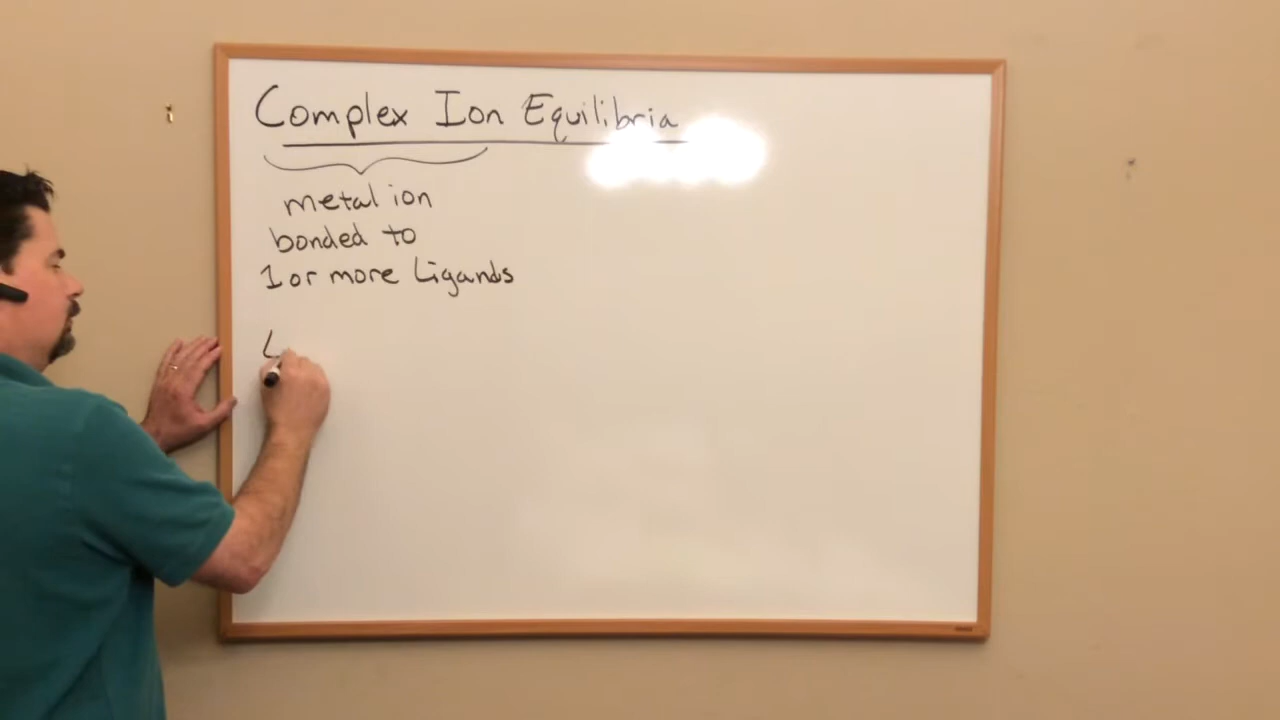 Complex Ion Equilibria
metal ion
bonded to
1 or more Ligands
L